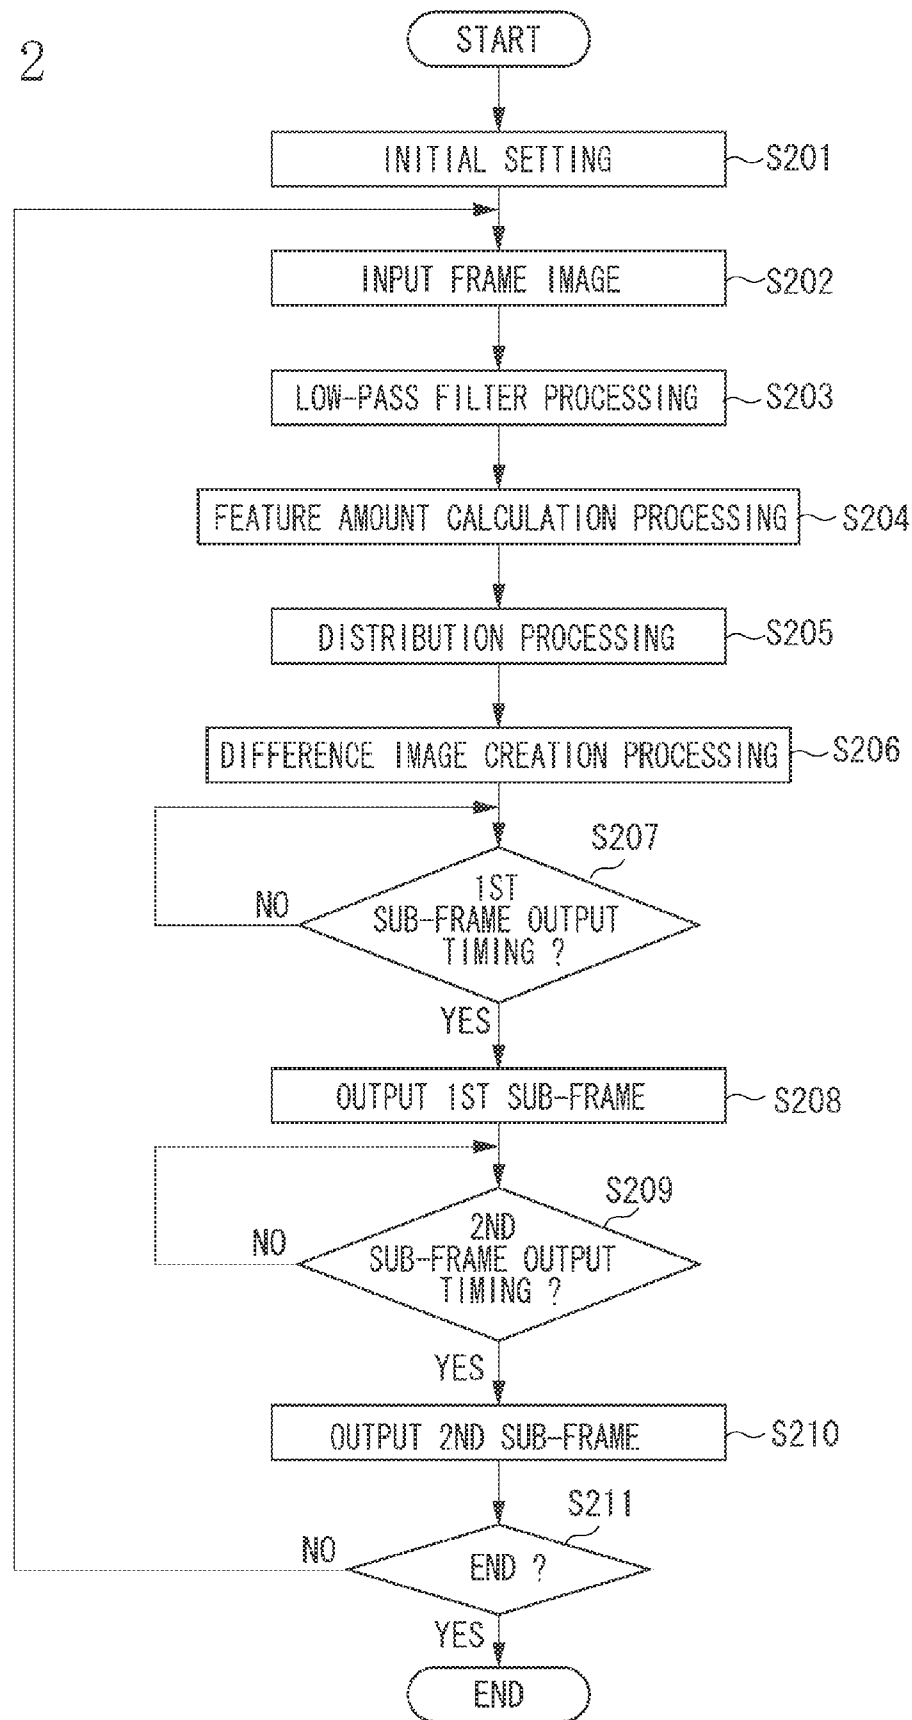 2
START
INITIAL SETTING
S201
INPUT FRAME IMAGE
S202
LOW-PASS FILTER PROCESSING
S203
FEATURE AMOUNT CALCULATION PROCESSING
S204
DISTRIBUTION PROCESSING
S205
DIFFERENCE IMAGE CREATION PROCESSING
S206
S207
1ST
SUB-FRAME OUTPUT
TIMING ?
NO
YES
OUTPUT 1ST SUB-FRAME
S208
S209
2ND
SUB-FRAME OUTPUT
TIMING ?
NO
YES
OUTPUT 2ND SUB-FRAME
S210
S211
END ?
NO
YES
END